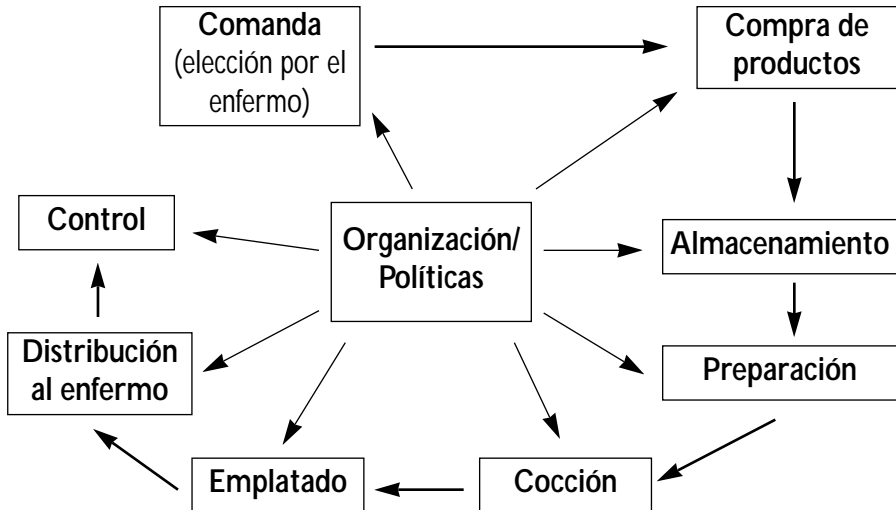 Comanda
(elección por el
enfermo)
Compra de
productos
Control
Organización/
Políticas
Almacenamiento
Distribución
al enfermo
Preparación
Emplatado
Cocción